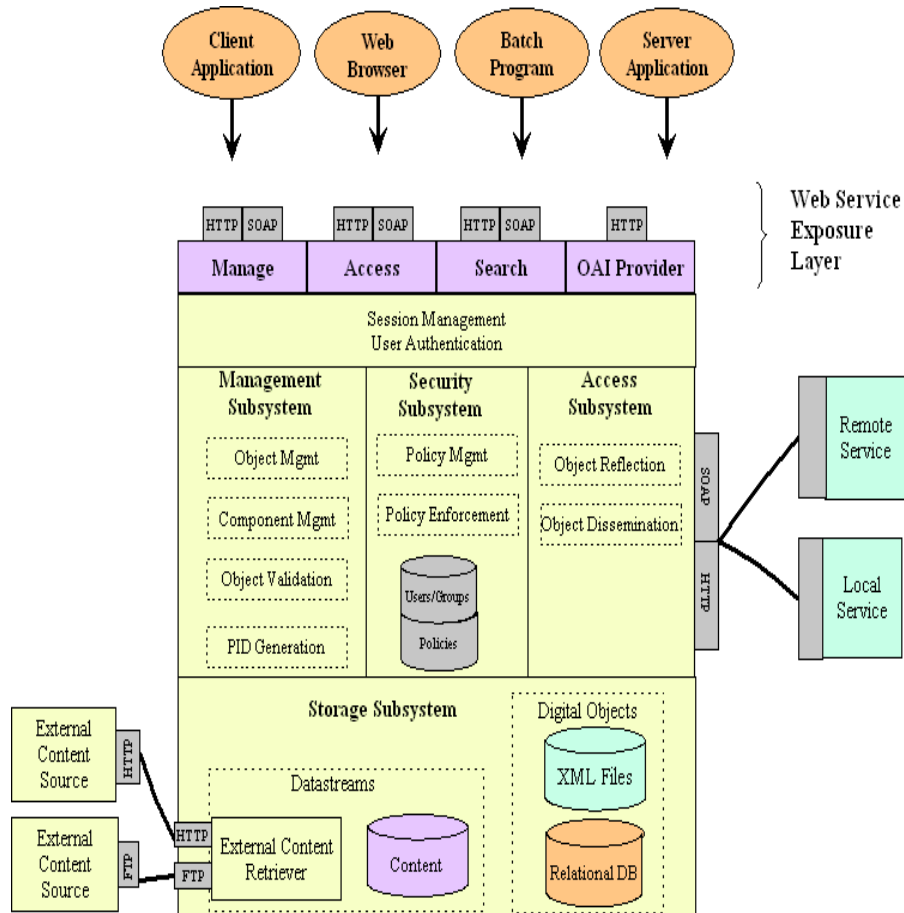 Client
Application
Web
Browser
Batch
Program
Server
Application
HTTP SOAP
HTTP SOAP
HTTP SOAP
HTTP
Web Service
Exposure
Layer
Manage
Access
Search
OAI Provider
Session Management
User Authentication
Management
Subsystem
Object Mgmt
Component Mgmt
Object Validation
PID Generation
Security
Subsystem
Policy Mgmt
Policy Enforcement
Users/Groups
Policies
Access
Subsystem
Object Reflection
Object Dissemination
SOAP
HTTP
Remote
Service
Local
Service
Storage Subsystem
External
Content
Source
HTTP
External
Content
Source
FTP
HTTP
FTP
Datastreams
External Content
Retriever
Content
Digital Objects
XML Files
Relational DB